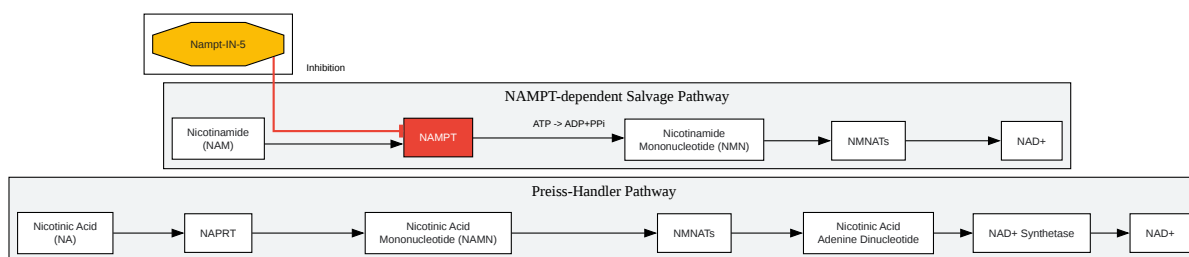 Nampt-IN-5
Inhibition
NAMPT-dependent Salvage Pathway
Nicotinamide
(NAM)
NAMPT
ATP -> ADP+PPi
Nicotinamide
Mononucleotide (NMN)
NMNATs
NAD+
Preiss-Handler Pathway
Nicotinic Acid
(NA)
NAPRT
Nicotinic Acid
Mononucleotide (NAMN)
NMNATs
Nicotinic Acid
Adenine Dinucleotide
NAD+ Synthetase
NAD+